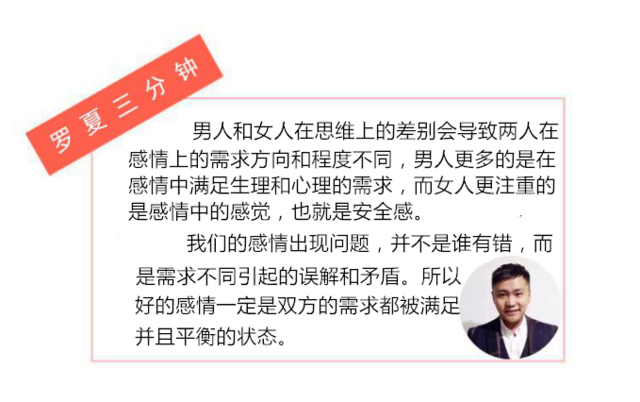 罗夏三分钟
男人和女人在思维上的差别会导致两人在
感情上的需求方向和程度不同，男人更多的是在
感情中满足生理和心理的需求，而女人更注重的
是感情中的感觉，也就是安全感。
我们的感情出现问题，并不是谁有错，而
是需求不同引起的误解和矛盾。所以
好的感情一定是双方的需求都被满足
并且平衡的状态。